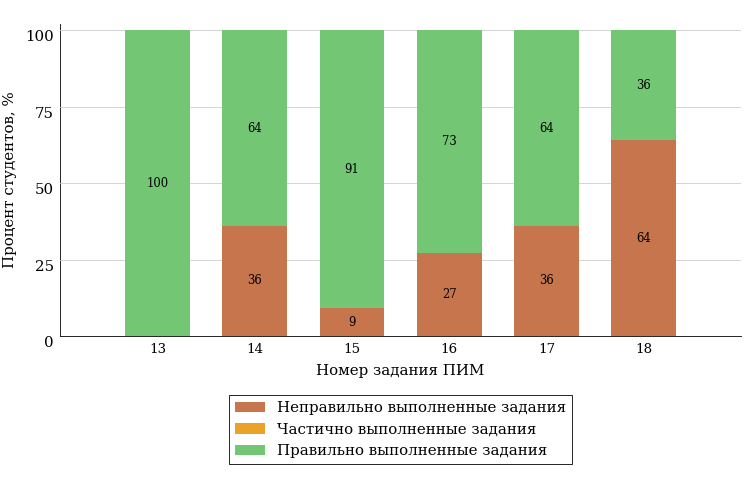 100
75
50
25
0
Процент студентов, %
100
64
36
91
9
73
27
64
36
36
64
13 14 15 16 17 18
Номер задания ПИМ
Неправильно выполненные задания
Частично выполненные задания
Правильно выполненные задания